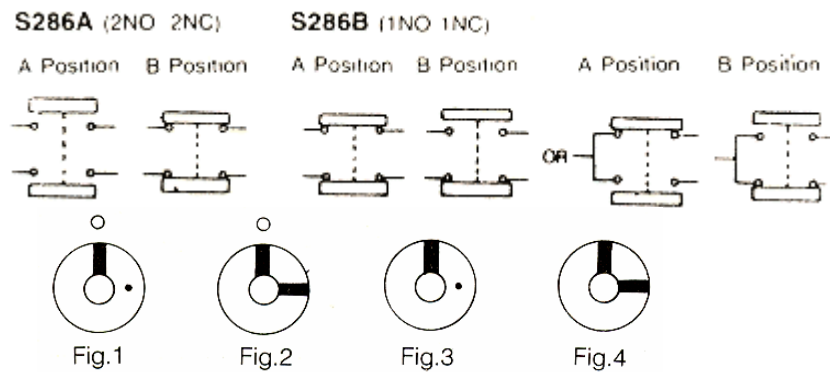 S286A (2NO 2NC) S286B (1NO 1NC)
A Position B Position A Position B Position A Position B Position
OR
Fig.1 Fig.2 Fig.3 Fig.4